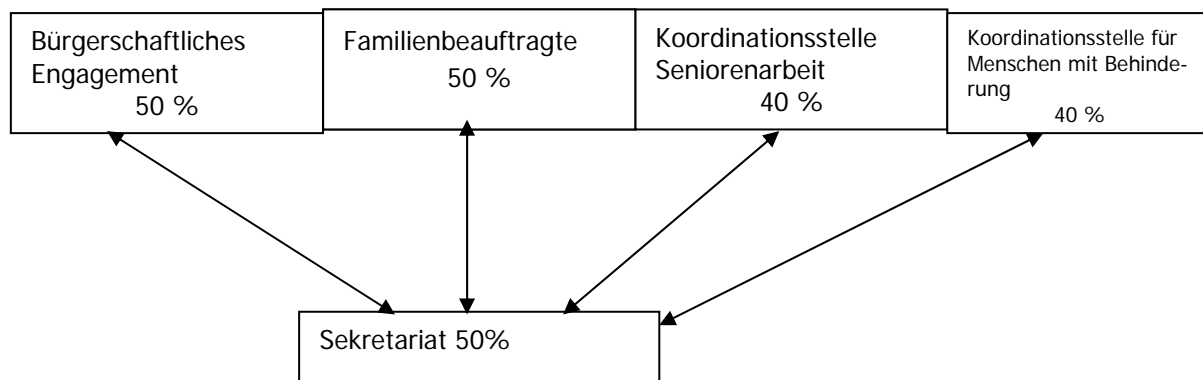 Bürgerschaftliches
Engagement
50 %
Familienbeauftragte
50 %
Koordinationsstelle
Seniorenarbeit
40 %
Koordinationsstelle für
Menschen mit Behinde-
rung
40 %
Sekretariat 50%